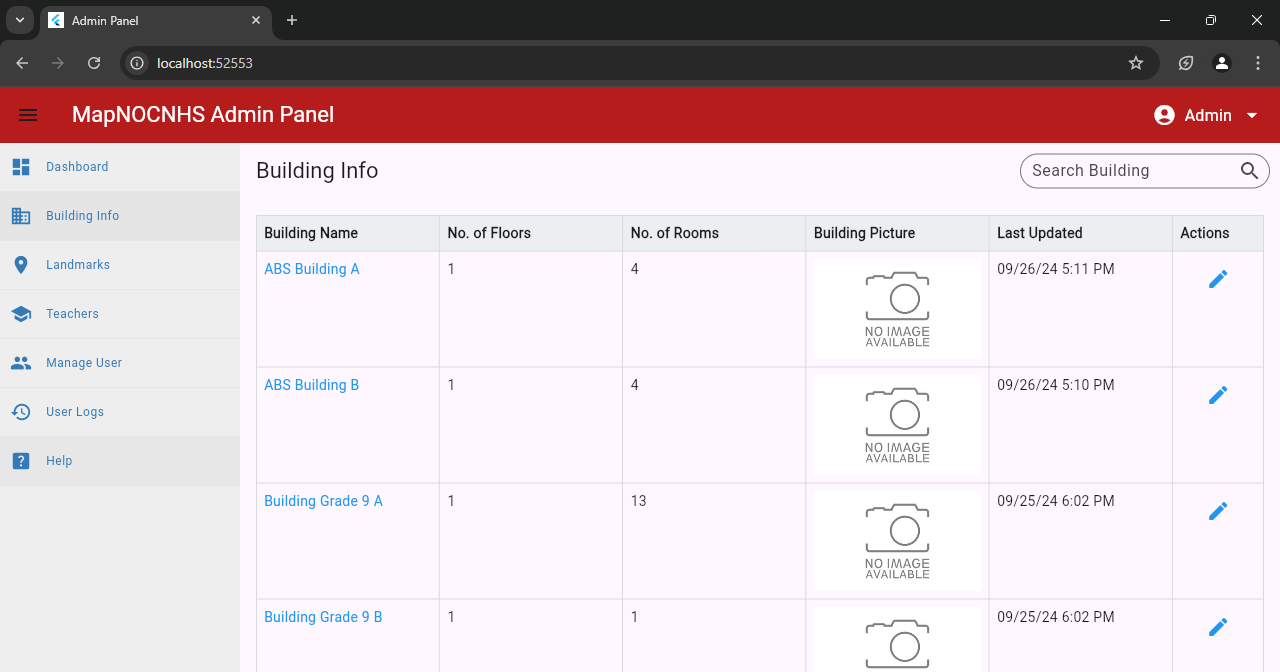 Admin Panel
localhost:52553
MapNOCNHS Admin Panel
Admin
Dashboard
Building Info
Landmarks
Teachers
Manage User
User Logs
? Help
Building Info
Search Building
Building Name No. of Floors No. of Rooms Building Picture Last Updated Actions
ABS Building A 1 4 09/26/24 5:11 PM
NO IMAGE
AVAILABLE
ABS Building B 1 4 09/26/24 5:10 PM
NO IMAGE
AVAILABLE
Building Grade 9 A 1 13 09/25/24 6:02 PM
NO IMAGE
AVAILABLE
Building Grade 9 B 1 1 09/25/24 6:02 PM